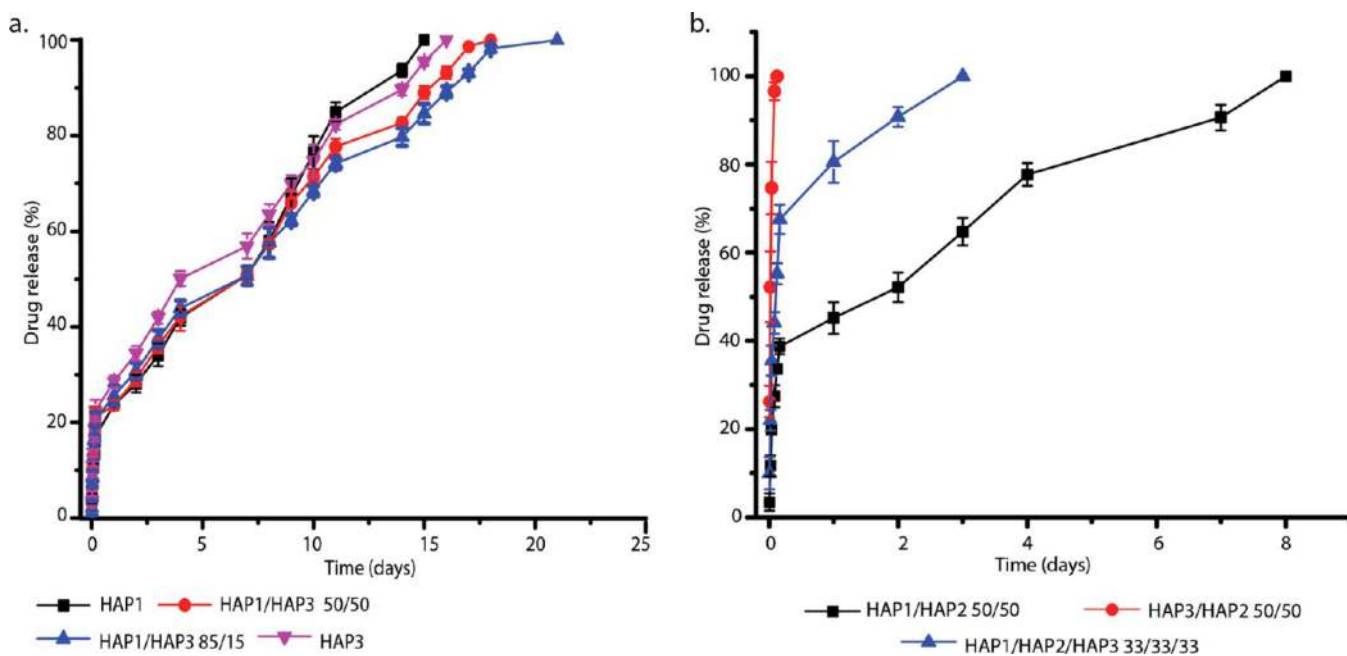 a.
100
80
60
40
20
0
Drug release (%)
0 5 10 15 20 25
Time (days)
HAP1 HAP1/HAP3 50/50
HAP1/HAP3 85/15 HAP3
b.
100
80
60
40
20
0
Drug release (%)
0 2 4 6 8
Time (days)
HAP1/HAP2 50/50 HAP3/HAP2 50/50
HAP1/HAP2/HAP3 33/33/33